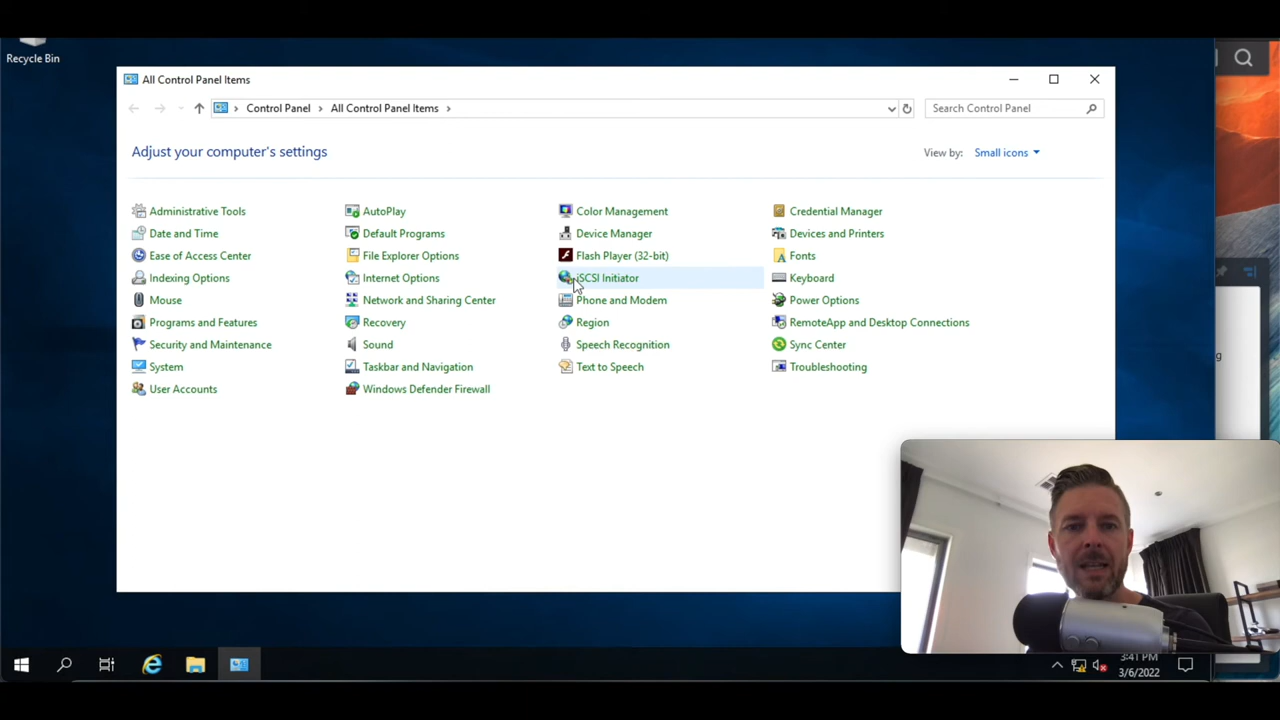 Recycle Bin
All Control Panel Items
Control Panel > All Control Panel Items >
Search Control Panel
Adjust your computer's settings
View by: Small icons
Administrative Tools
AutoPlay
Color Management
Credential Manager
Date and Time
Default Programs
Device Manager
Devices and Printers
Ease of Access Center
File Explorer Options
Flash Player (32-bit)
Fonts
Indexing Options
Internet Options
iSCSI Initiator
Keyboard
Mouse
Network and Sharing Center
Phone and Modem
Power Options
Programs and Features
Recovery
Region
RemoteApp and Desktop Connections
Security and Maintenance
Sound
Speech Recognition
Sync Center
System
Taskbar and Navigation
Text to Speech
Troubleshooting
User Accounts
Windows Defender Firewall
3:41 PM
3/6/2022